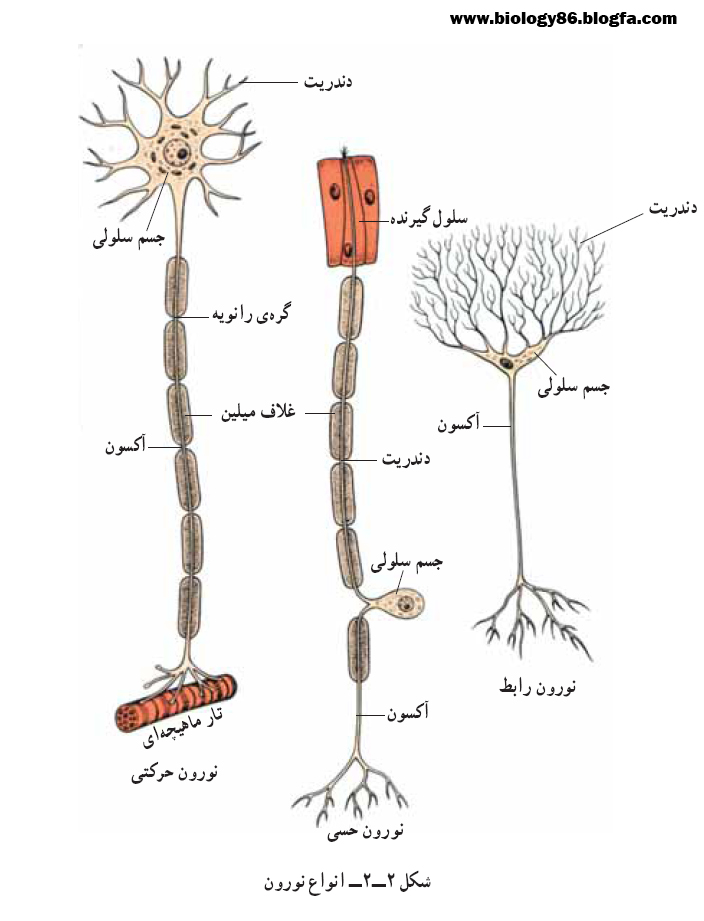 www.biology86.blogfa.com
دندریت
جسم سلولی
گره‌ی رانویه
غلاف میلین
آکسون
تار ماهیچه‌ای
نورون حرکتی
سلول گیرنده
دندریت
جسم سلولی
آکسون
نورون حسی
دندریت
جسم سلولی
آکسون
نورون رابط
شکل ۲ــ۲ــ انواع نورون